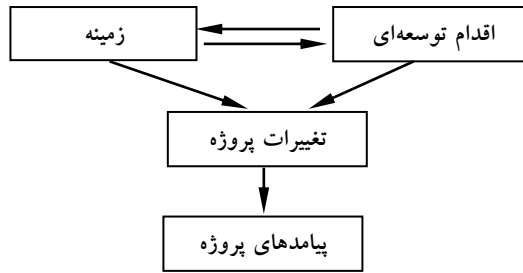 اقدام توسعه‌ای
زمینه
تغییرات پروژه
پیامدهای پروژه